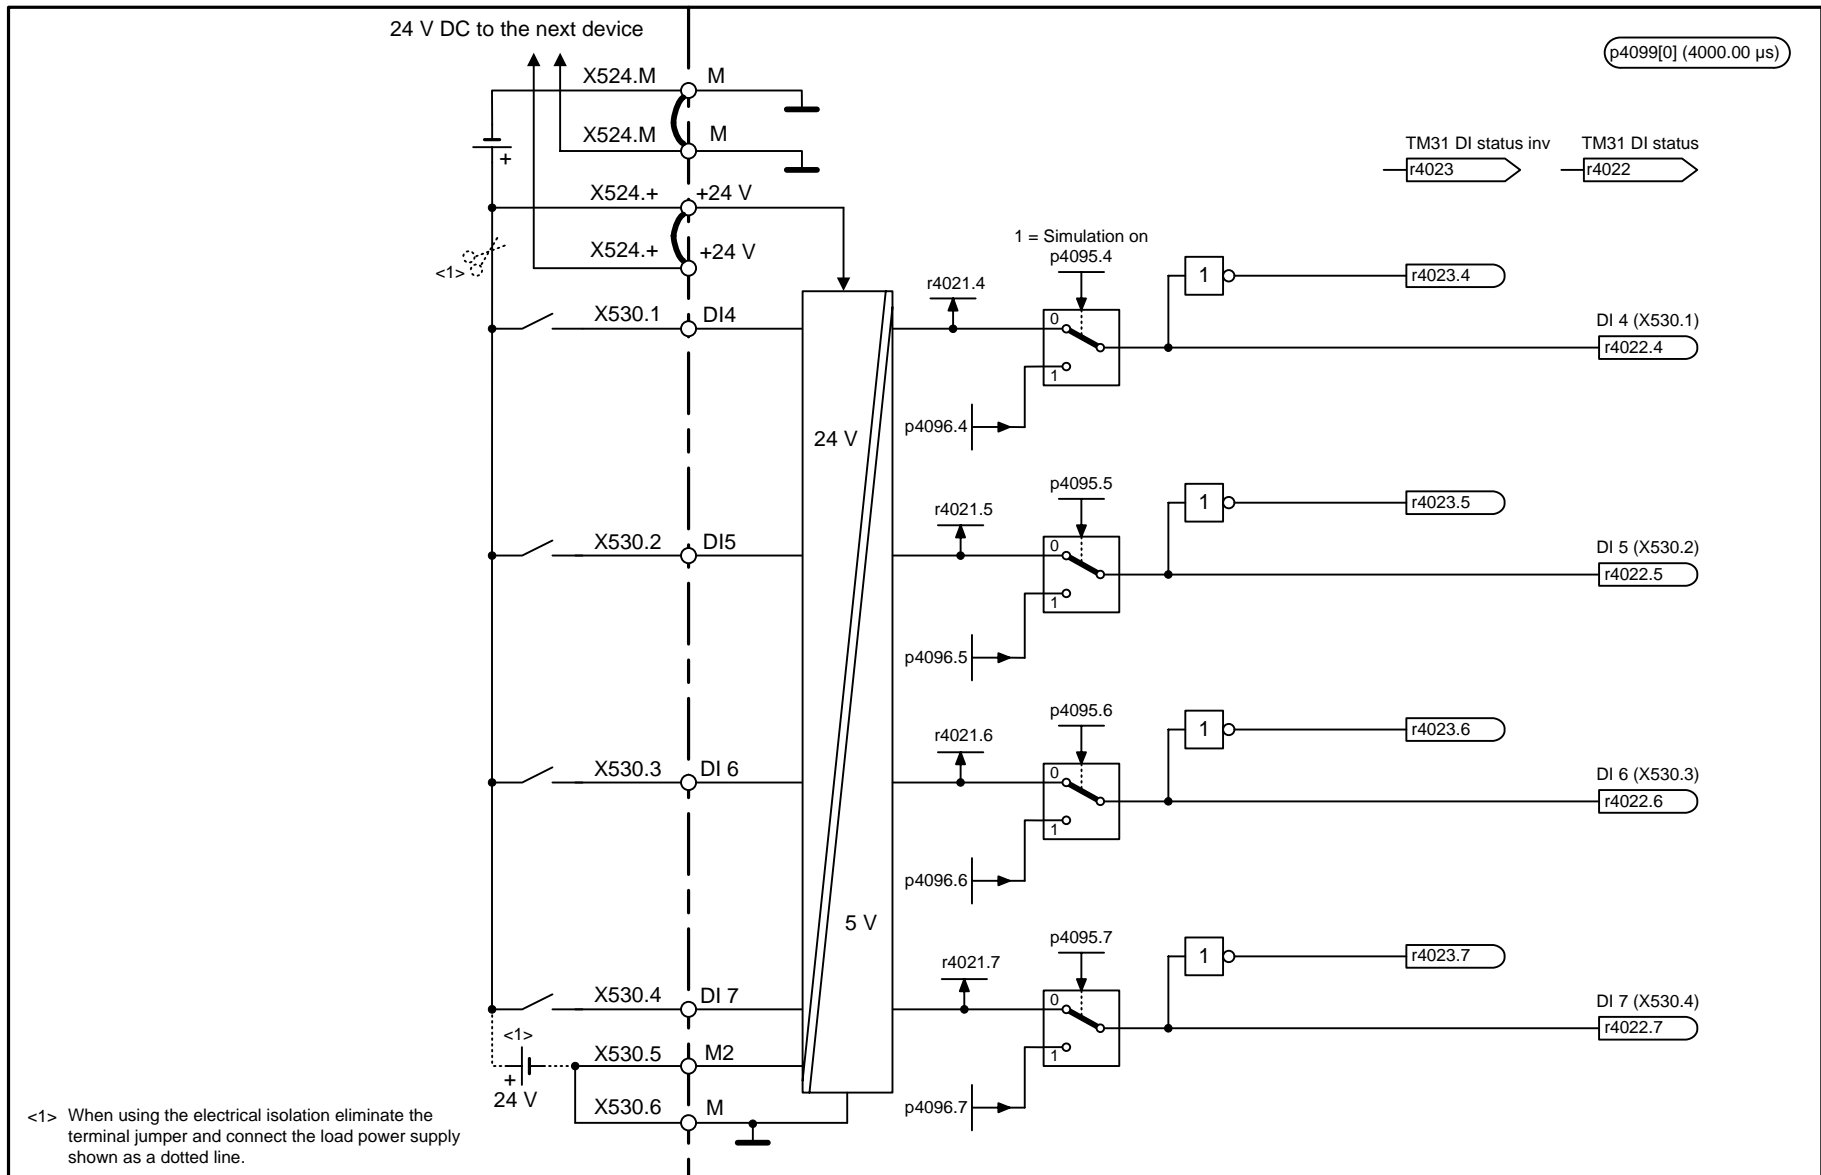 24 V DC to the next device
p4099[0] (4000.00 µs)
X524.M M
X524.M M
+
TM31 DI status inv TM31 DI status
r4023 r4022
X524.+ +24 V
X524.+ +24 V
<1>
1 = Simulation on
p4095.4
r4021.4
1
r4023.4
X530.1 DI4
0
1
DI 4 (X530.1)
r4022.4
p4096.4
24 V
p4095.5
r4021.5
1
r4023.5
X530.2 DI5
0
1
DI 5 (X530.2)
r4022.5
p4096.5
p4095.6
r4021.6
1
r4023.6
X530.3 DI 6
0
1
DI 6 (X530.3)
r4022.6
p4096.6
5 V
p4095.7
r4021.7
1
r4023.7
X530.4 DI 7
0
1
DI 7 (X530.4)
r4022.7
<1>
X530.5 M2
+
24 V
X530.6 M
p4096.7
<1> When using the electrical isolation eliminate the
terminal jumper and connect the load power supply
shown as a dotted line.